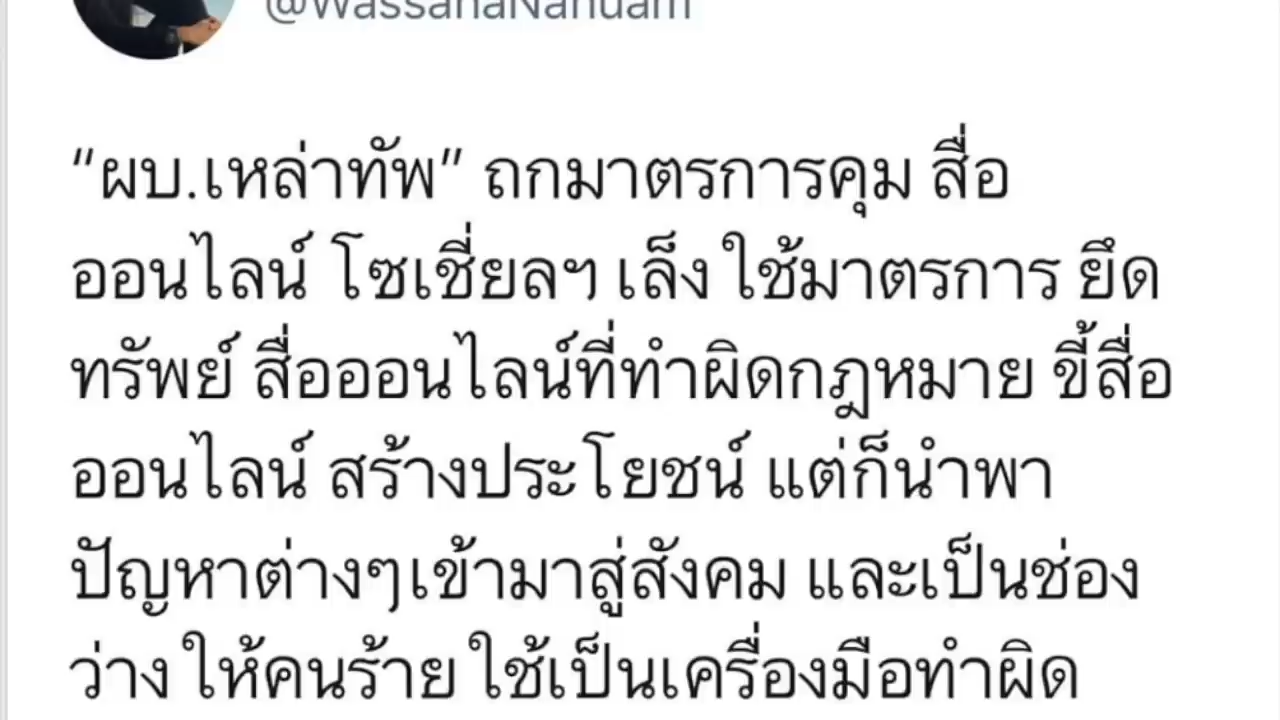 @WassanaNanuam
“ผบ.เหล่าทัพ” ถกมาตรการคุม สื่อ
ออนไลน์ โซเชี่ยลฯ เล็ง ใช้มาตรการ ยึด
ทรัพย์ สื่อออนไลน์ที่ทำผิดกฎหมาย ขี้สื่อ
ออนไลน์ สร้างประโยชน์ แต่ก็นำพา
ปัญหาต่างๆเข้ามาสู่สังคม และเป็นช่อง
ว่าง ให้คนร้าย ใช้เป็นเครื่องมือทำผิด